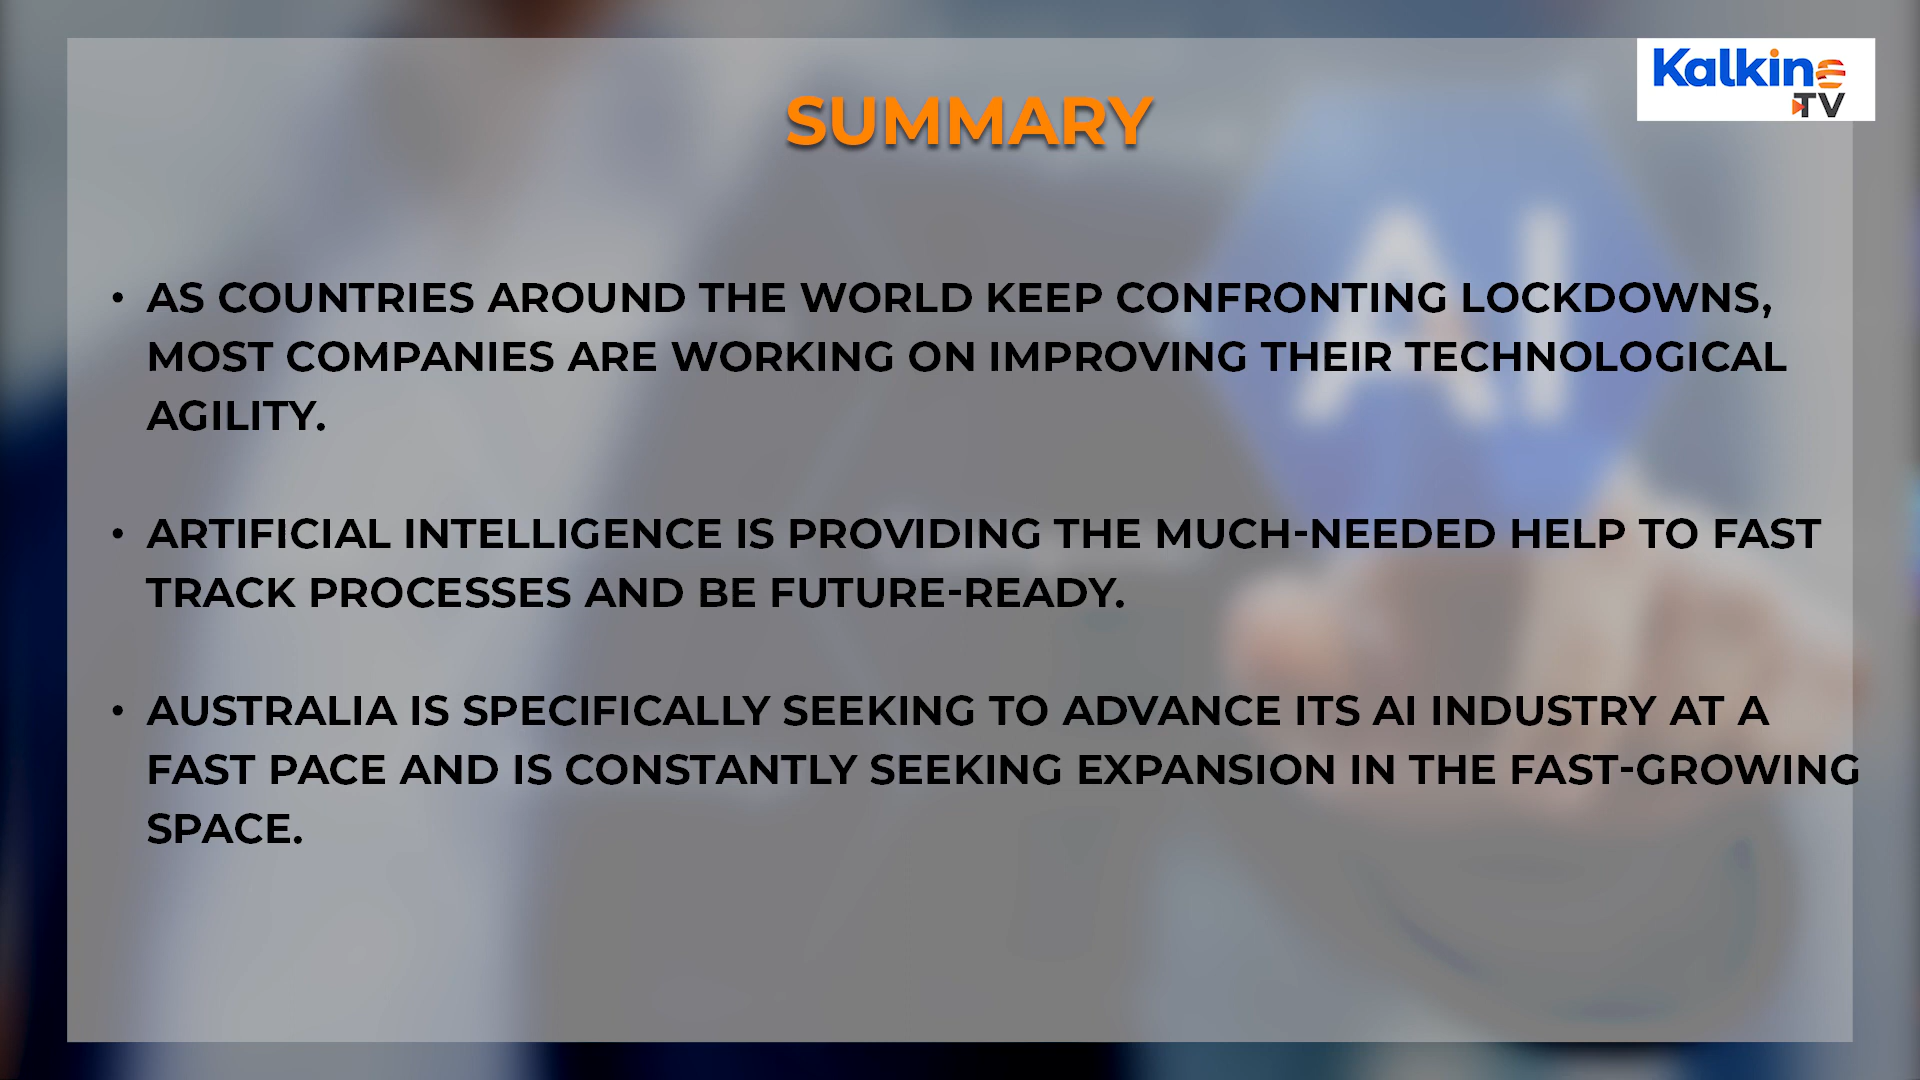 Kalkine
TV
SUMMARY
• AS COUNTRIES AROUND THE WORLD KEEP CONFRONTING LOCKDOWNS,
MOST COMPANIES ARE WORKING ON IMPROVING THEIR TECHNOLOGICAL
AGILITY.
• ARTIFICIAL INTELLIGENCE IS PROVIDING THE MUCH-NEEDED HELP TO FAST
TRACK PROCESSES AND BE FUTURE-READY.
• AUSTRALIA IS SPECIFICALLY SEEKING TO ADVANCE ITS AI INDUSTRY AT A
FAST PACE AND IS CONSTANTLY SEEKING EXPANSION IN THE FAST-GROWING
SPACE.
AI